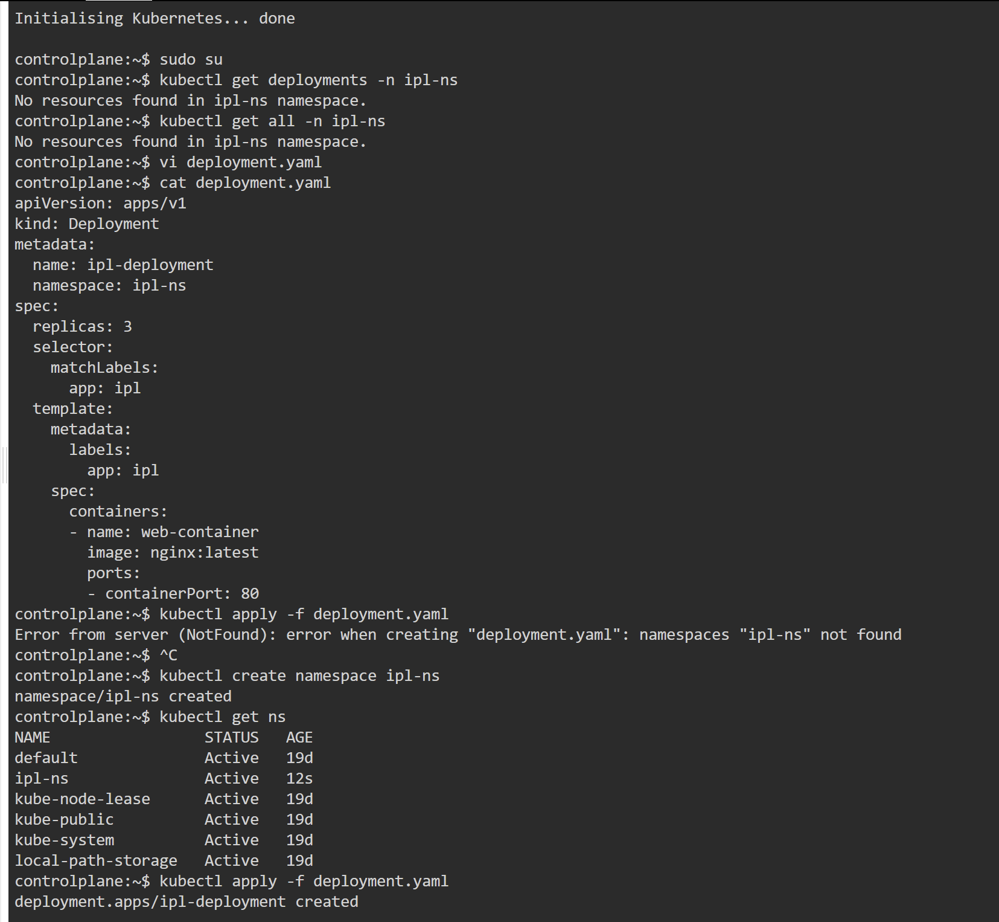 Initialising Kubernetes... done

controlplane:~$ sudo su
controlplane:~$ kubectl get deployments -n ipl-ns
No resources found in ipl-ns namespace.
controlplane:~$ kubectl get all -n ipl-ns
No resources found in ipl-ns namespace.
controlplane:~$ vi deployment.yaml
controlplane:~$ cat deployment.yaml
apiVersion: apps/v1
kind: Deployment
metadata:
  name: ipl-deployment
  namespace: ipl-ns
spec:
  replicas: 3
  selector:
    matchLabels:
      app: ipl
  template:
    metadata:
      labels:
        app: ipl
    spec:
      containers:
      - name: web-container
        image: nginx:latest
        ports:
        - containerPort: 80
controlplane:~$ kubectl apply -f deployment.yaml
Error from server (NotFound): error when creating "deployment.yaml": namespaces "ipl-ns" not found
controlplane:~$ ^C
controlplane:~$ kubectl create namespace ipl-ns
namespace/ipl-ns created
controlplane:~$ kubectl get ns
NAME                 STATUS   AGE
default              Active   19d
ipl-ns               Active   12s
kube-node-lease      Active   19d
kube-public          Active   19d
kube-system          Active   19d
local-path-storage   Active   19d
controlplane:~$ kubectl apply -f deployment.yaml
deployment.apps/ipl-deployment created